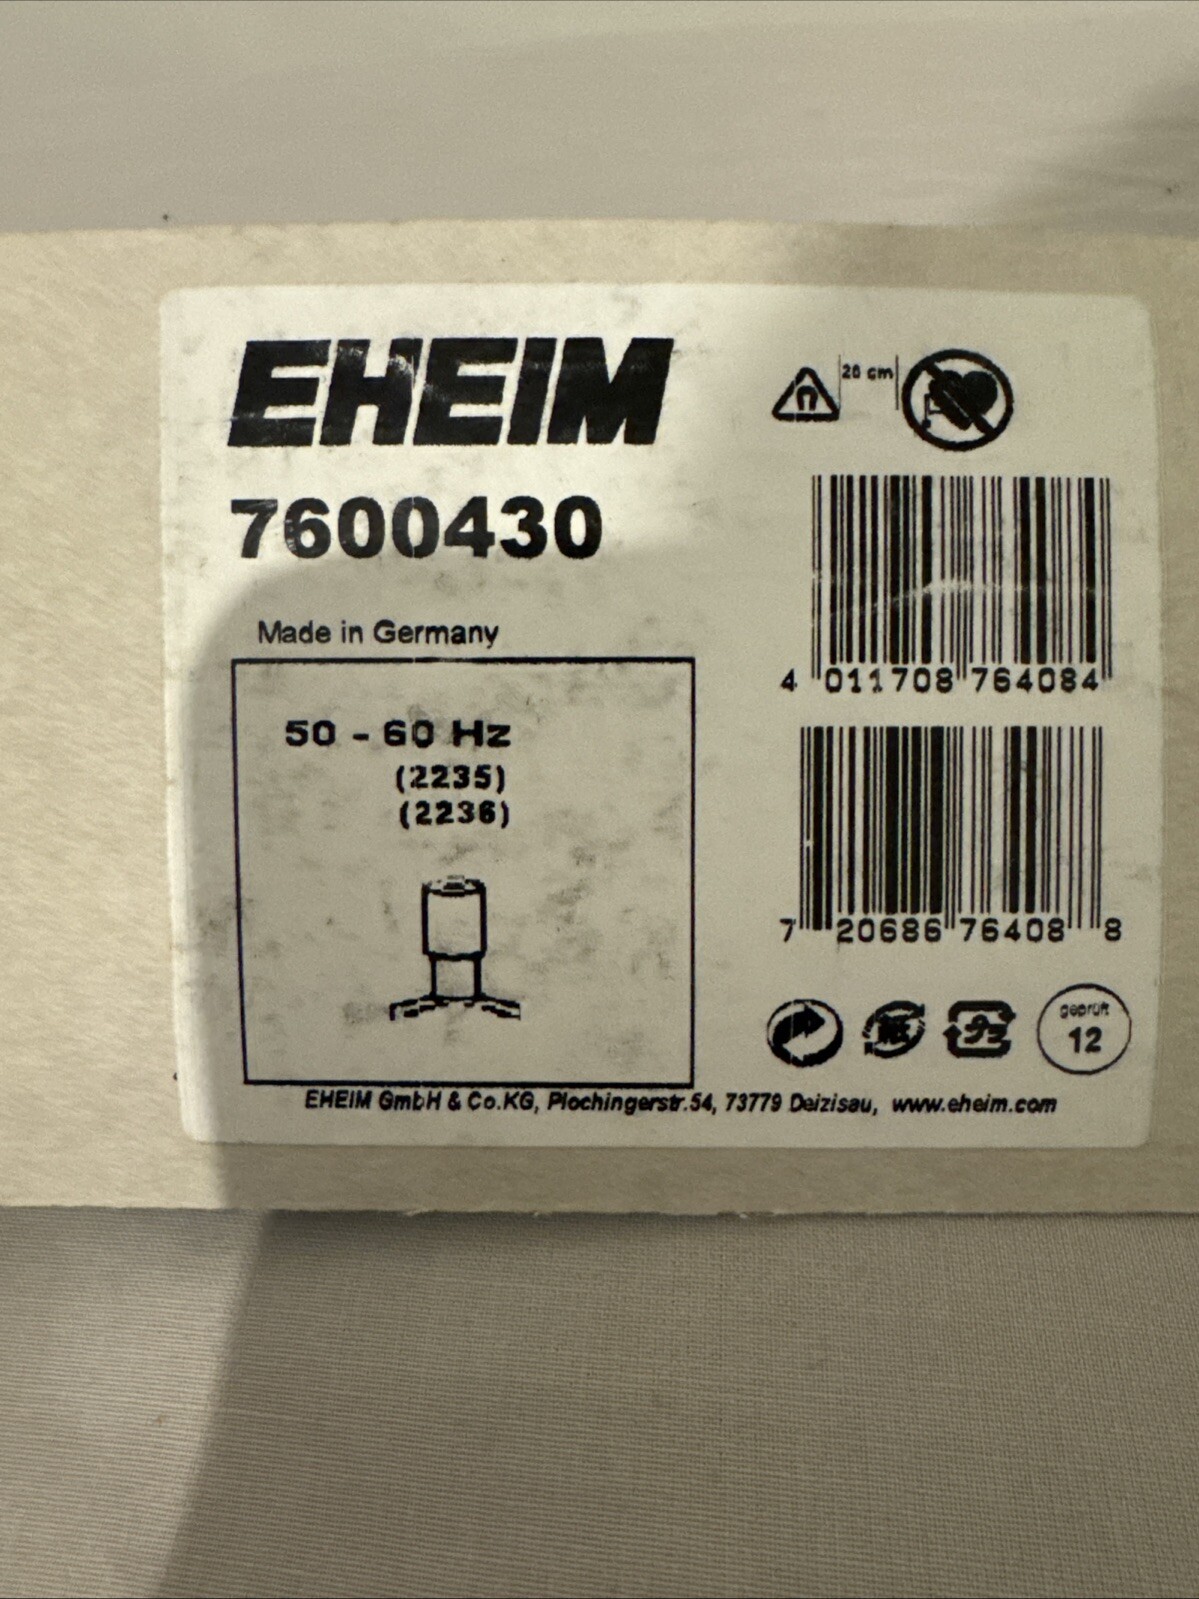 EHEIM
7600430
Made in Germany
50 - 60 Hz
(2235)
(2236)
20 cm
4 011708 764084
7 20686 76408 8
geprüft
12
EHEIM GmbH & Co.KG, Plochingerstr.54, 73779 Deizisau, www.eheim.com